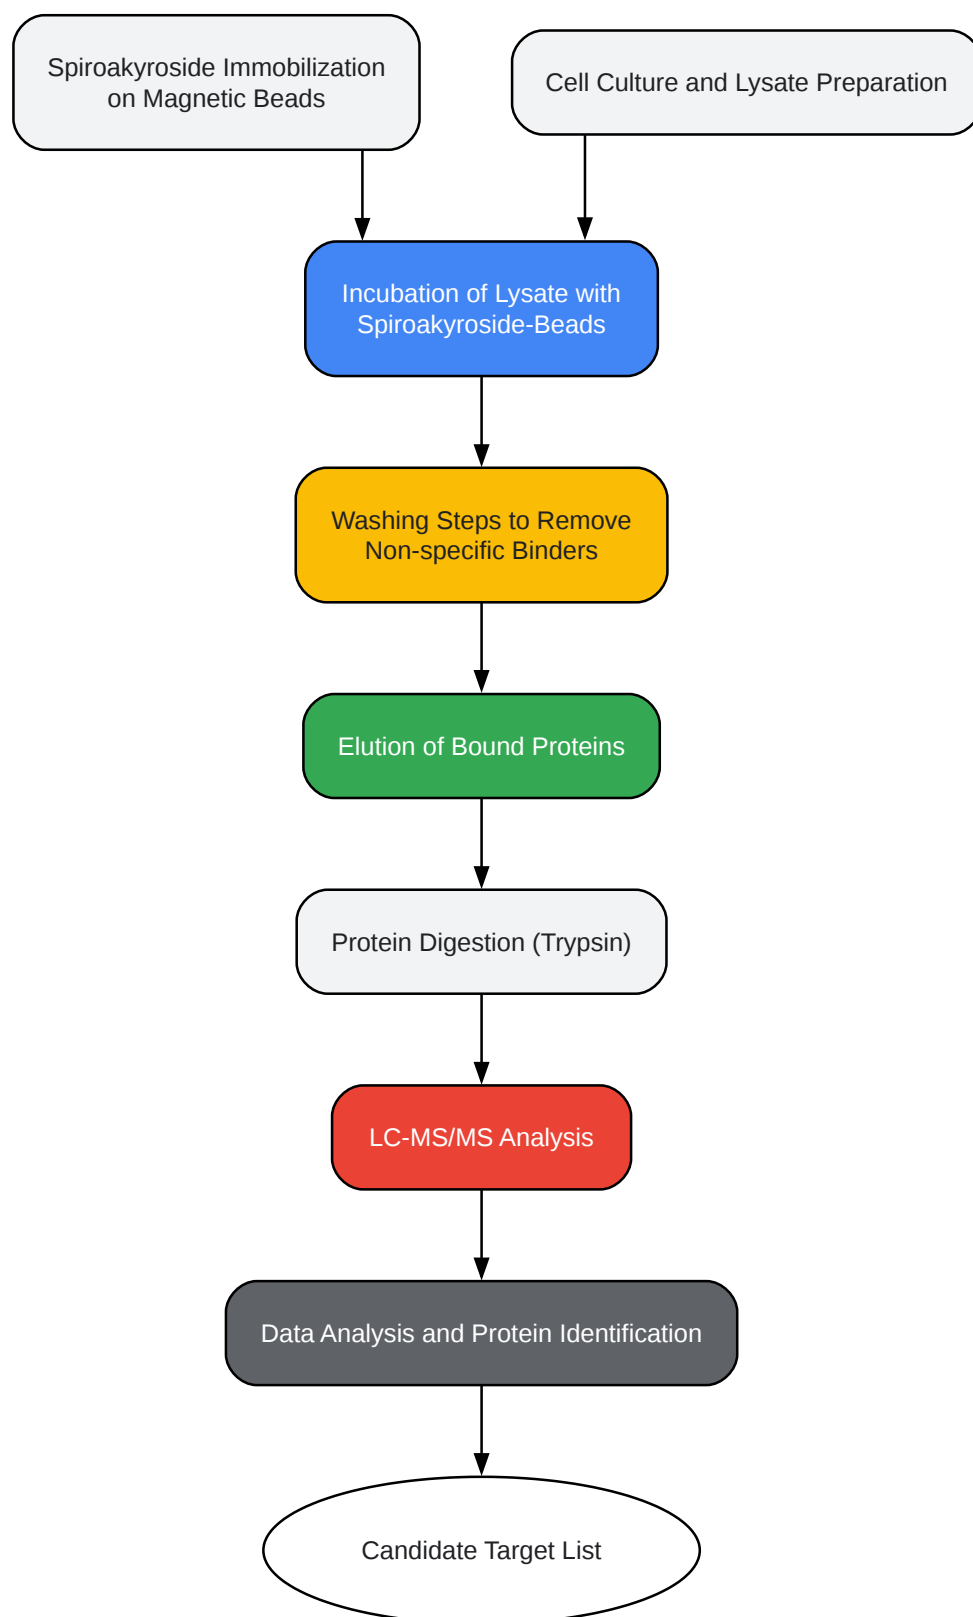 Spiroakyroside Immobilization
on Magnetic Beads
Cell Culture and Lysate Preparation
Incubation of Lysate with
Spiroakyroside-Beads
Washing Steps to Remove
Non-specific Binders
Elution of Bound Proteins
Protein Digestion (Trypsin)
LC-MS/MS Analysis
Data Analysis and Protein Identification
Candidate Target List